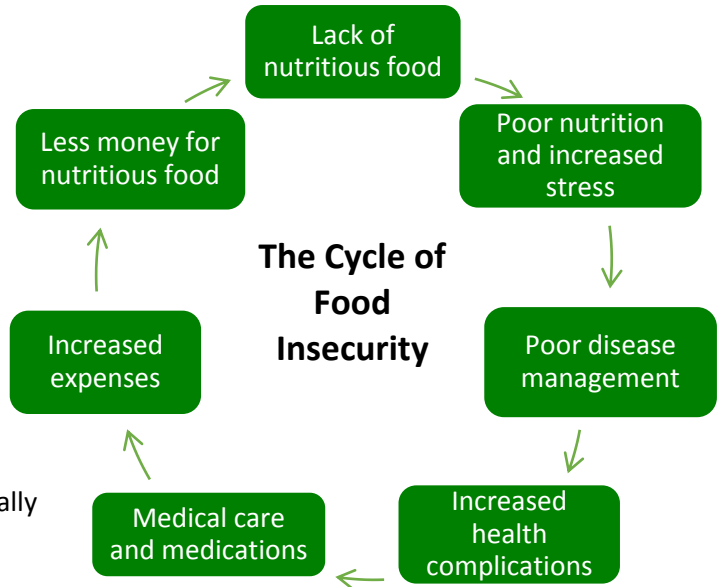 Lack of
nutritious food
Poor nutrition
and increased
stress
Poor disease
management
Increased
health
complications
Medical care
and medications
Increased
expenses
Less money for
nutritious food
The Cycle of
Food
Insecurity
ally